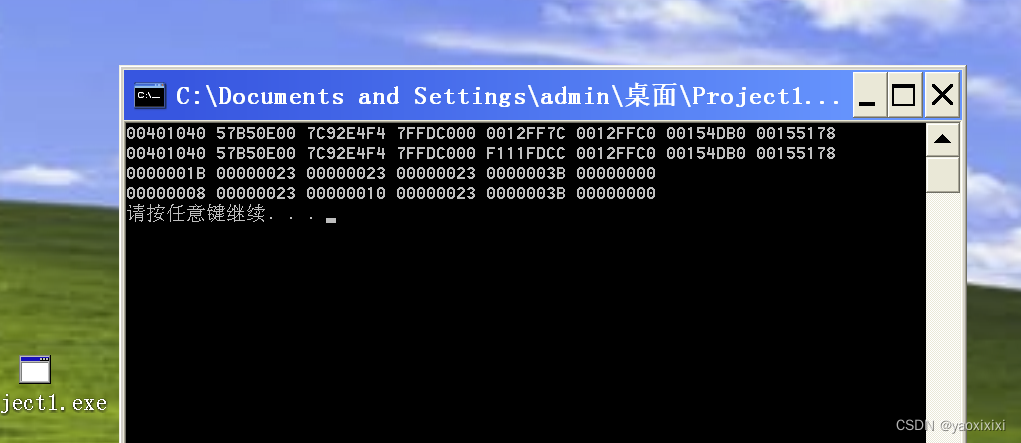 C:\Documents and Settings\admin\桌面\Project1...
00401040 57B50E00 7C92E4F4 7FFDC000 0012FF7C 0012FFC0 00154DB0 00155178
00401040 57B50E00 7C92E4F4 7FFDC000 F111FDCC 0012FFC0 00154DB0 00155178
0000001B 00000023 00000023 00000023 0000003B 00000000
00000008 00000023 00000010 00000023 0000003B 00000000
请按任意键继续. . .
ject1.exe
CSDN @yaoxixixi